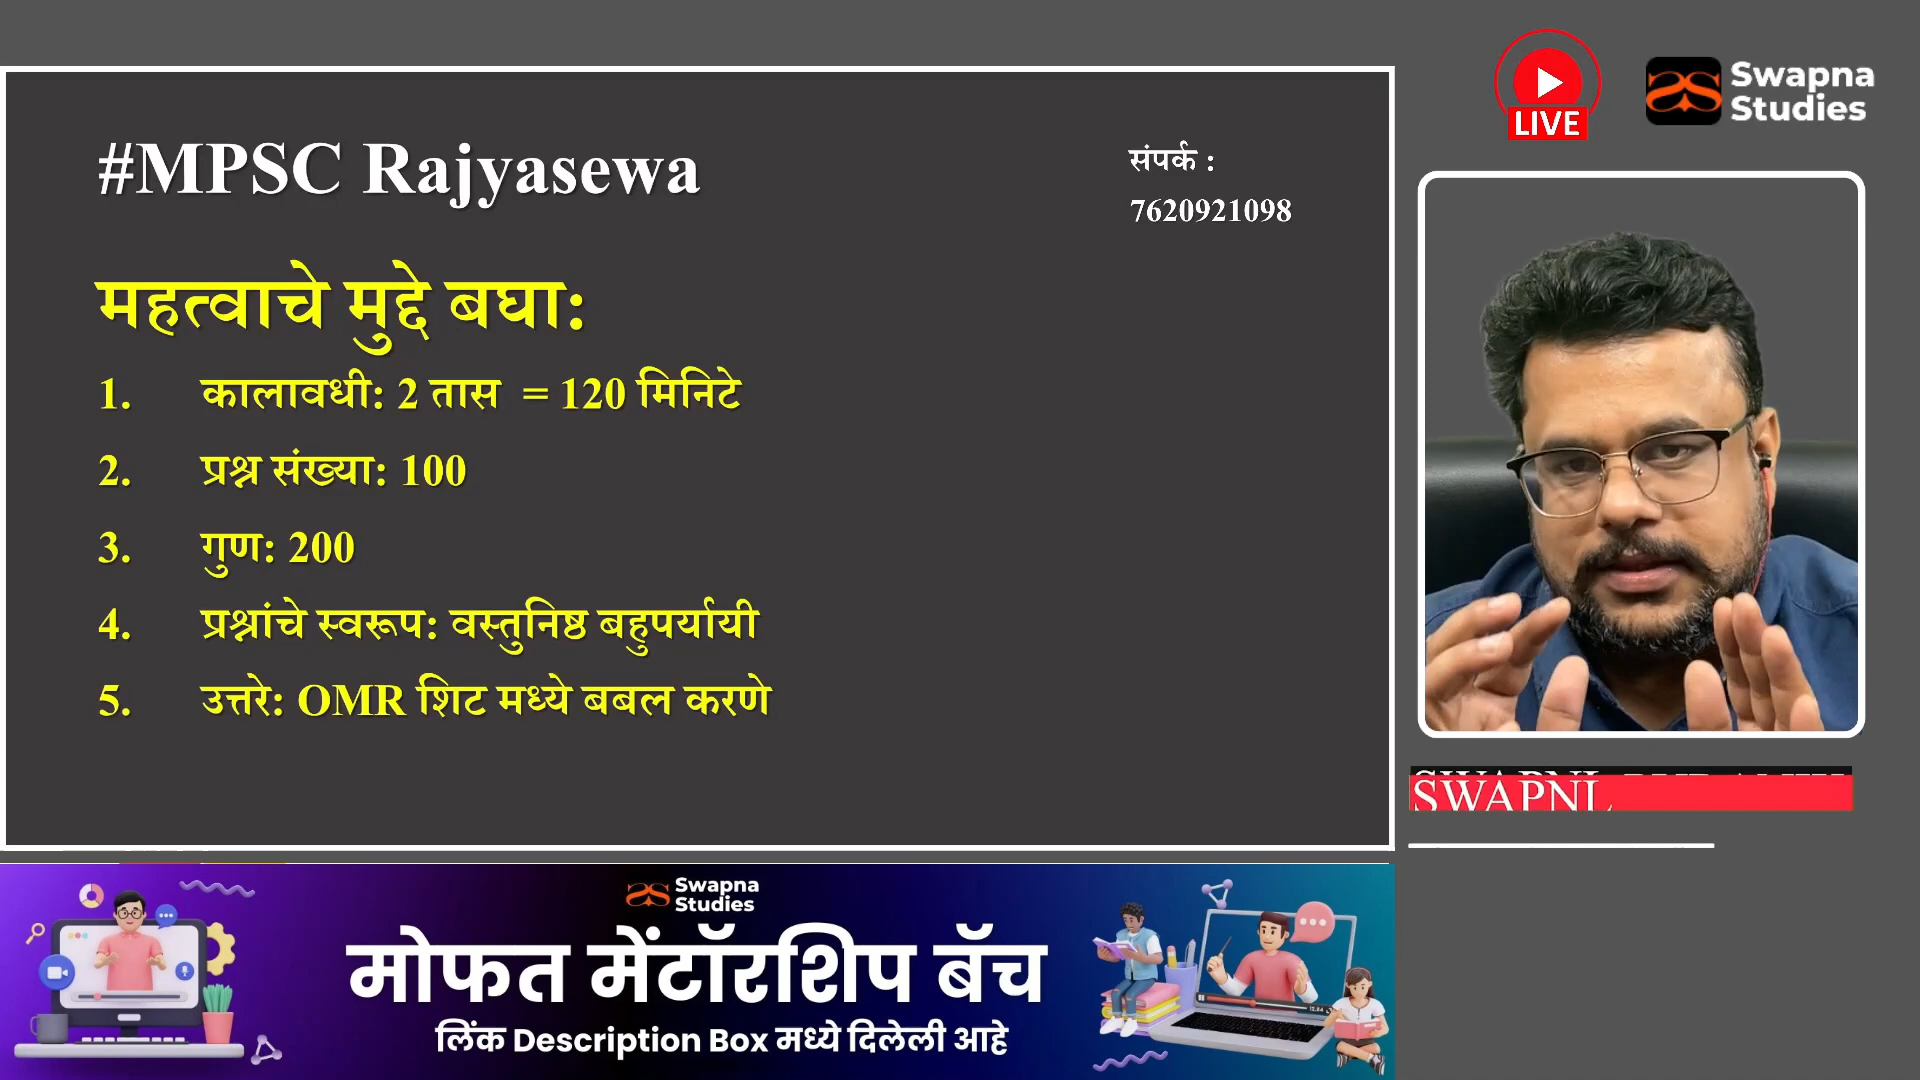 #MPSC Rajyasewa
संपर्क :
7620921098
महत्वाचे मुद्दे बघा:
1. कालावधी: 2 तास = 120 मिनिटे
2. प्रश्न संख्या: 100
3. गुण: 200
4. प्रश्नांचे स्वरूप: वस्तुनिष्ठ बहुपर्यायी
5. उत्तरे: OMR शिट मध्ये बबल करणे
LIVE
Swapna
Studies
SWAPNL
Swapna
Studies
मोफत मेंटॉरशिप बॅच
लिंक Description Box मध्ये दिलेली आहे